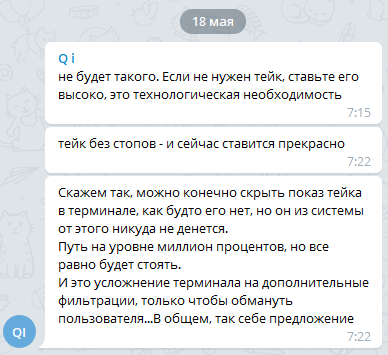 18 мая
Q i
не будет такого. Если не нужен тейк, ставьте его
высоко, это технологическая необходимость
7:15
тейк без стопов - и сейчас ставится прекрасно
7:22
Скажем так, можно конечно скрыть показ тейка
в терминале, как будто его нет, но он из системы
от этого никуда не денется.
Путь на уровне миллион процентов, но все
равно будет стоять.
И это усложнение терминала на дополнительные
фильтрации, только чтобы обмануть
пользователя...В общем, так себе предложение
7:22
QI